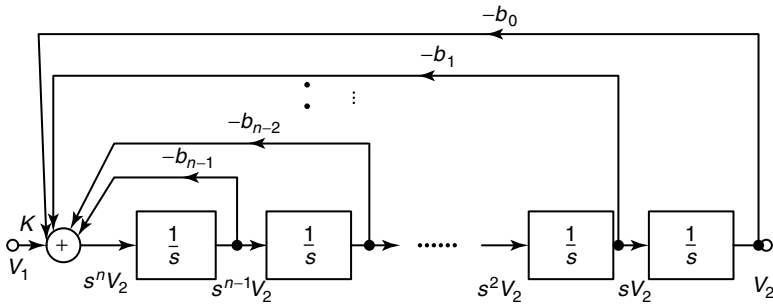 −b₀
−b₁
−bₙ₋₂
−bₙ₋₁
K
+
1/s
1/s
......
1/s
1/s
V₁
sⁿV₂
sⁿ⁻¹V₂
s²V₂
sV₂
V₂